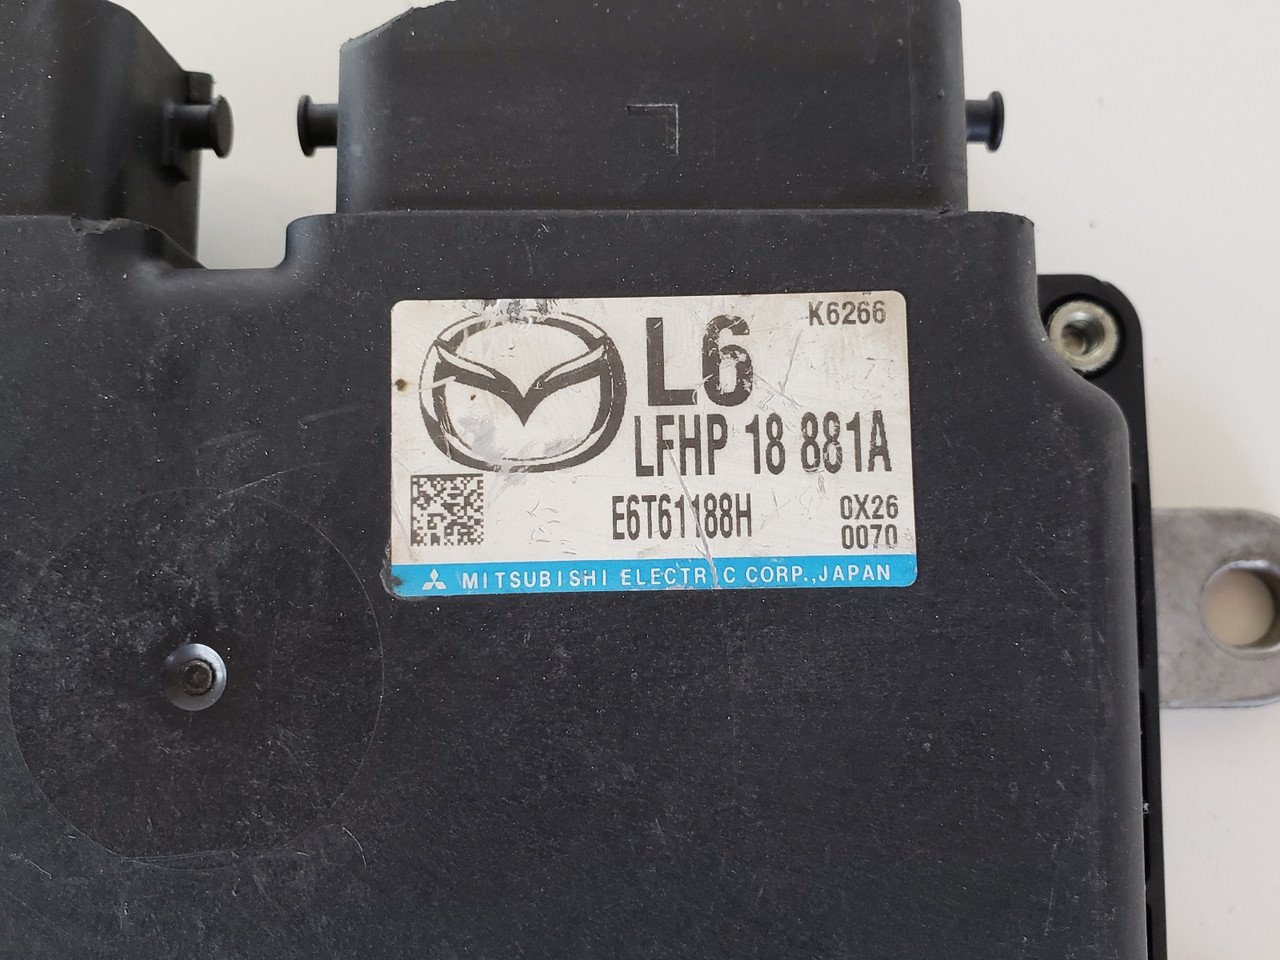 K6266
L6
LFHP 18 881A
E6T61188H 0X26
0070
MITSUBISHI ELECTRIC CORP., JAPAN